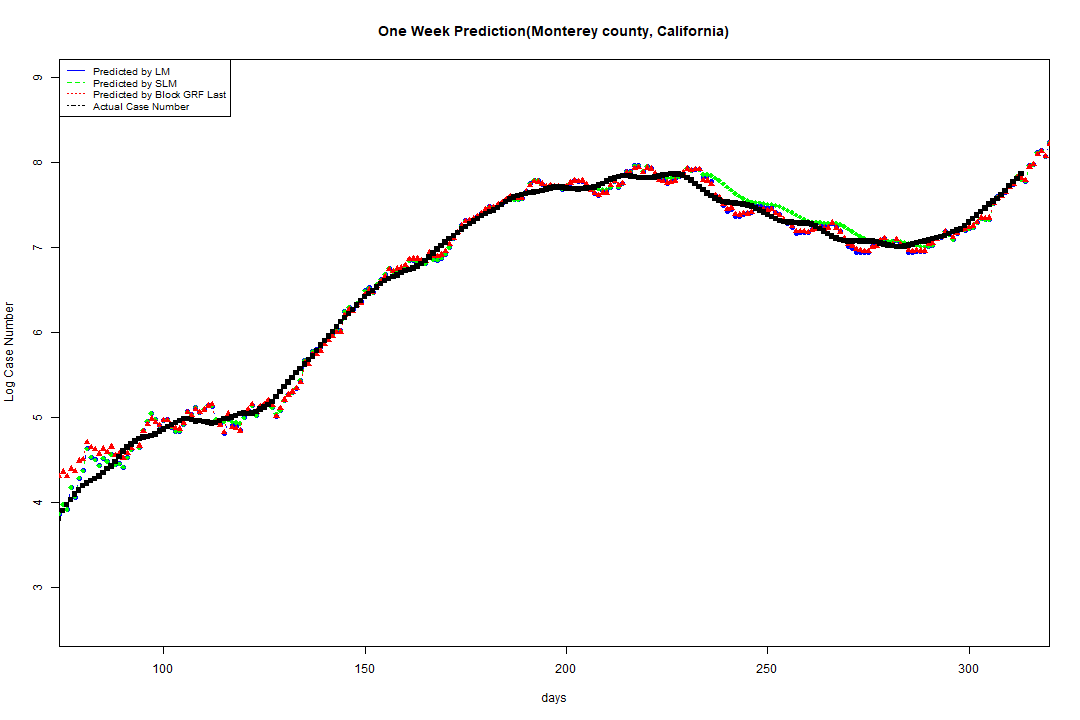 One Week Prediction(Monterey county, California)
Predicted by LM
Predicted by SLM
Predicted by Block GRF Last
Actual Case Number
9
8
7
6
5
4
3
Log Case Number
100 150 200 250 300
days